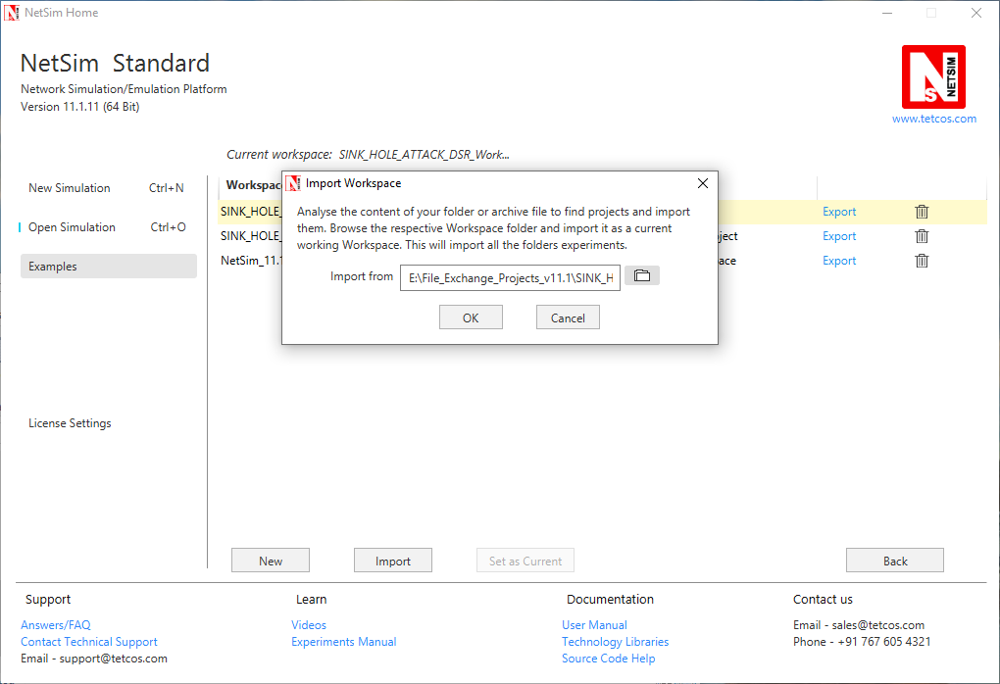 NetSim Home
NetSim Standard
Network Simulation/Emulation Platform
Version 11.1.11 (64 Bit)
NETSIM
www.tetcos.com
Current workspace: SINK_HOLE_ATTACK_DSR_Work...
New Simulation Ctrl+N
Open Simulation Ctrl+O
Examples
License Settings
Workspac
SINK_HOLE_ Export
SINK_HOLE_ ject Export
NetSim_11.1 ace Export
Import Workspace
Analyse the content of your folder or archive file to find projects and import
them. Browse the respective Workspace folder and import it as a current
working Workspace. This will import all the folders experiments.
Import from E:\File_Exchange_Projects_v11.1\SINK_H
OK Cancel
New Import Set as Current Back
Support
Answers/FAQ
Contact Technical Support
Email - support@tetcos.com
Learn
Videos
Experiments Manual
Documentation
User Manual
Technology Libraries
Source Code Help
Contact us
Email - sales@tetcos.com
Phone - +91 767 605 4321